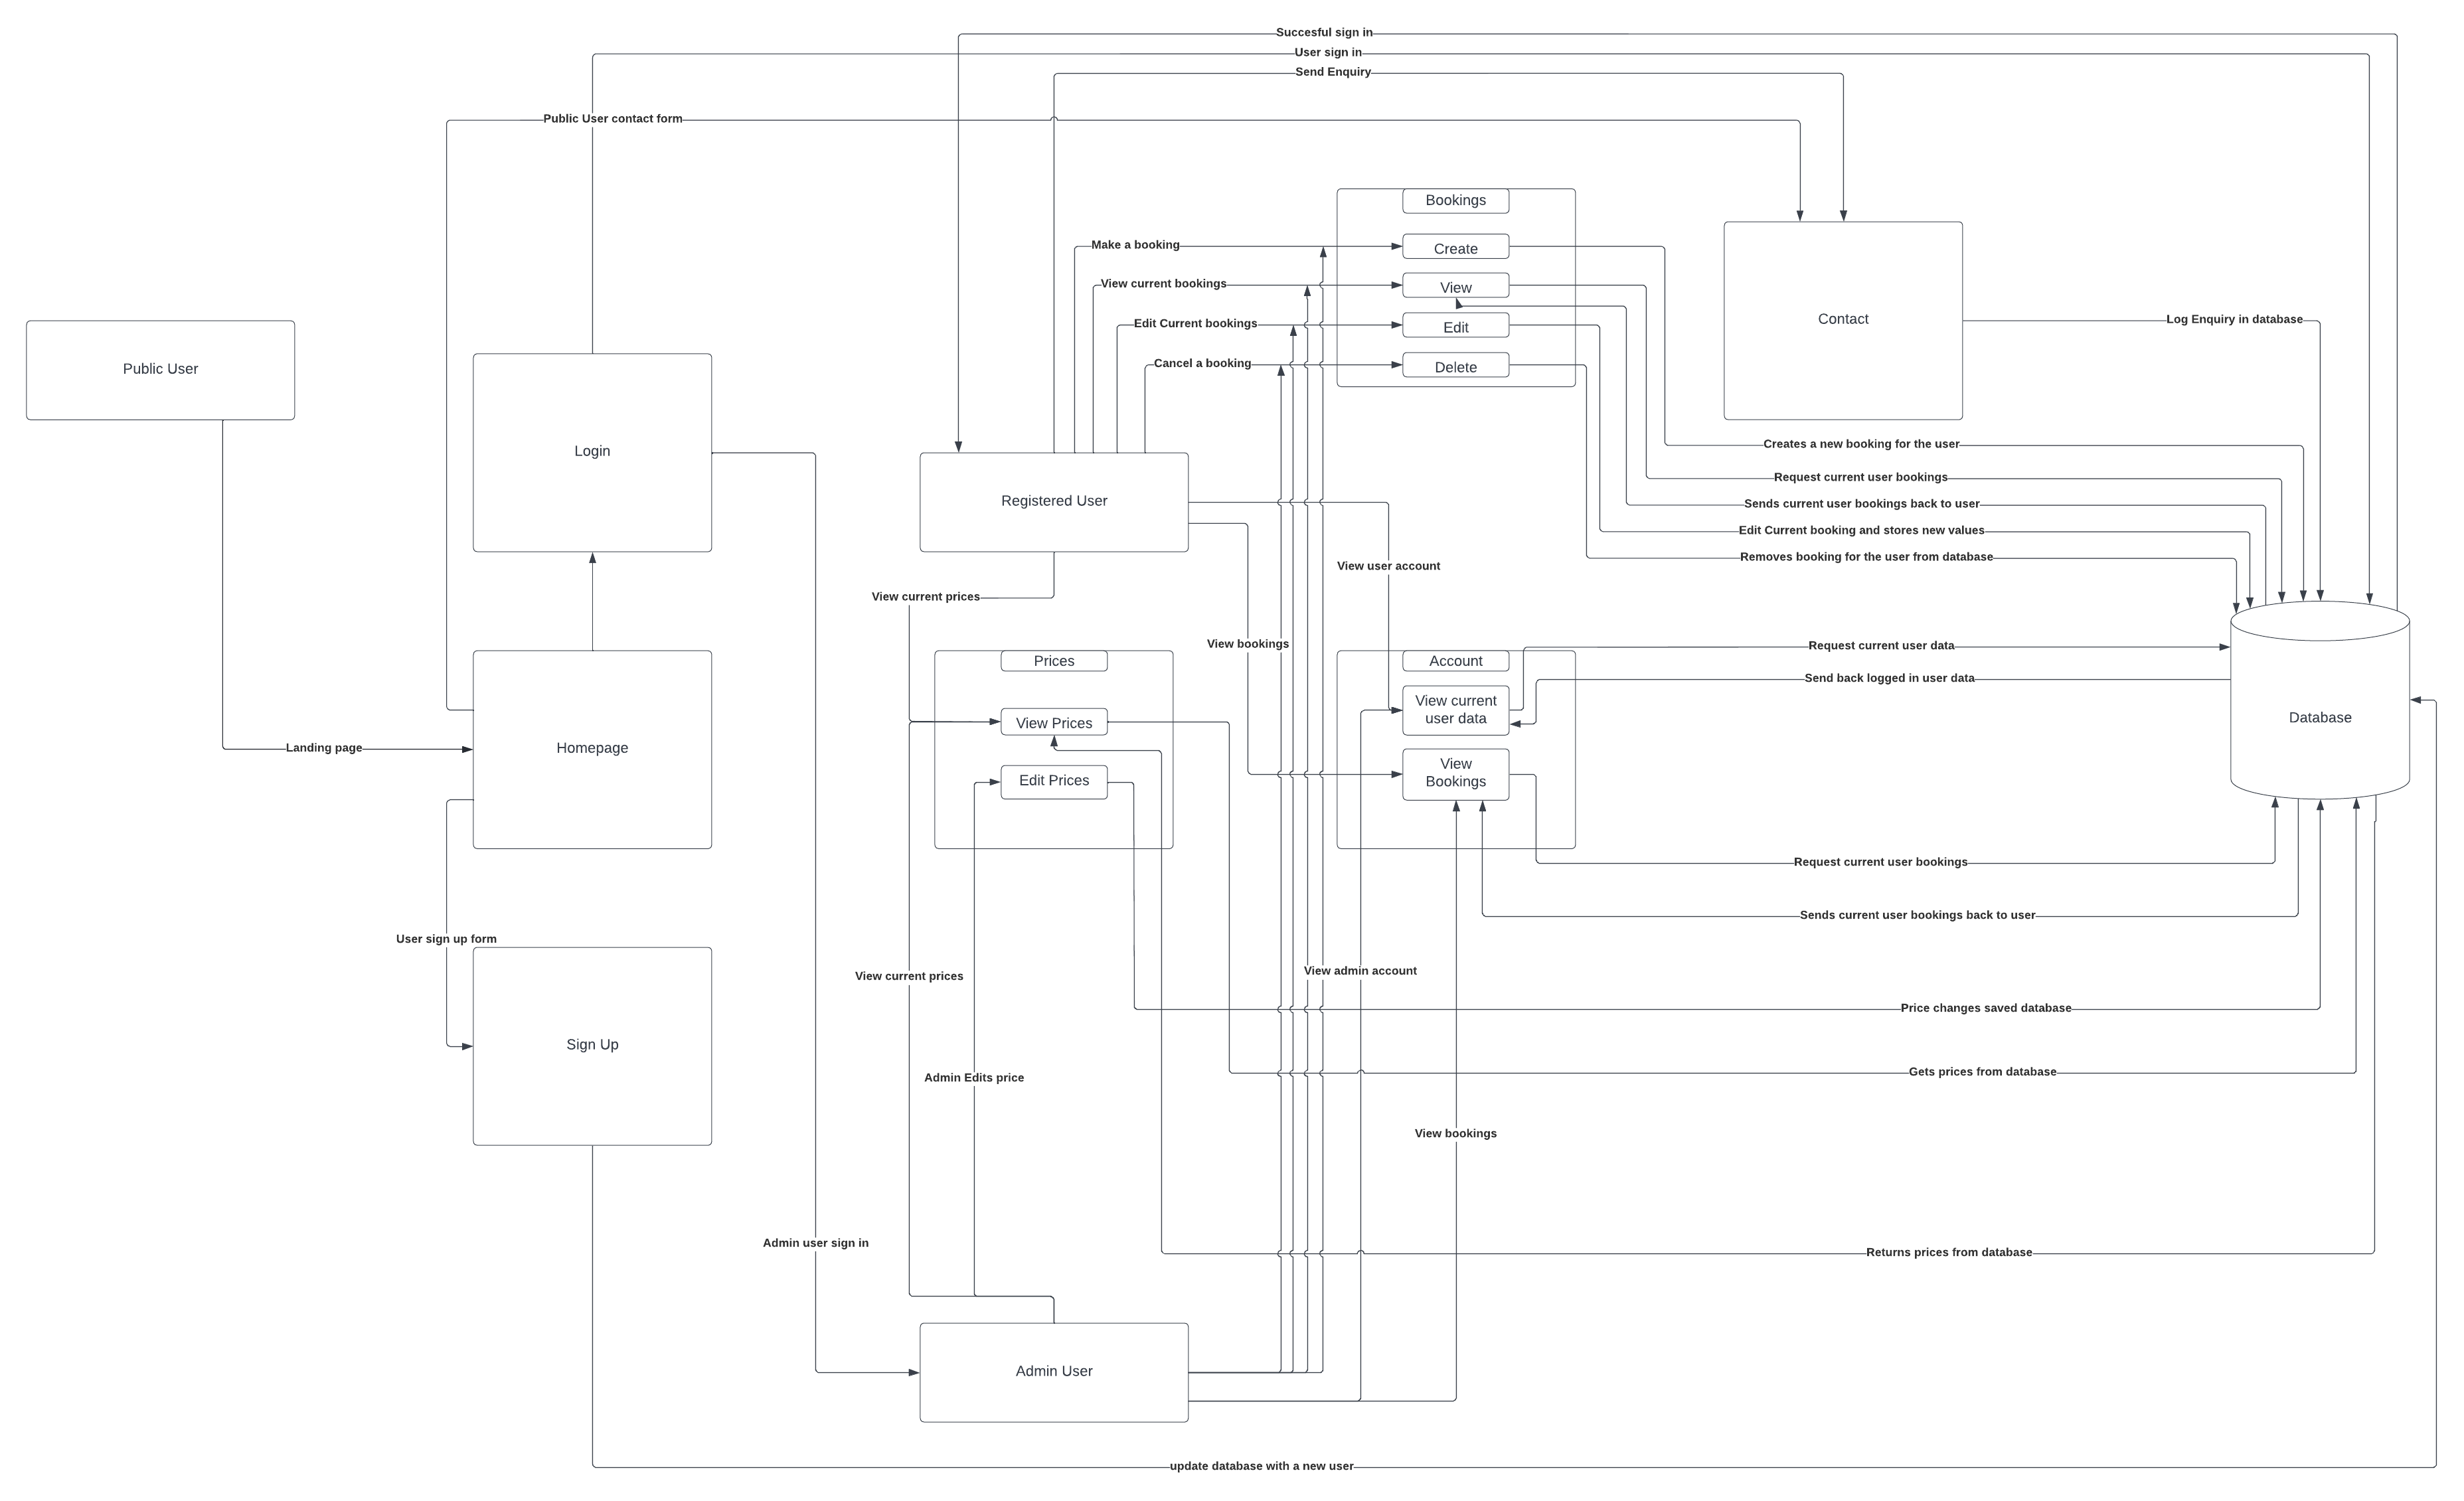 Succesful sign in
User sign in
Send Enquiry
Public User contact form
Bookings
Make a booking
Create
View current bookings
View
Edit Current bookings
Edit
Cancel a booking
Delete
Contact
Log Enquiry in database
Public User
Login
Registered User
Creates a new booking for the user
Request current user bookings
Sends current user bookings back to user
Edit Current booking and stores new values
Removes booking for the user from database
View user account
View current prices
View bookings
Prices
Account
Request current user data
Send back logged in user data
View current
user data
View Prices
Database
Landing page
Homepage
View
Bookings
Edit Prices
Request current user bookings
Sends current user bookings back to user
User sign up form
View current prices
View admin account
Price changes saved database
Sign Up
Admin Edits price
Gets prices from database
View bookings
Admin user sign in
Returns prices from database
Admin User
update database with a new user